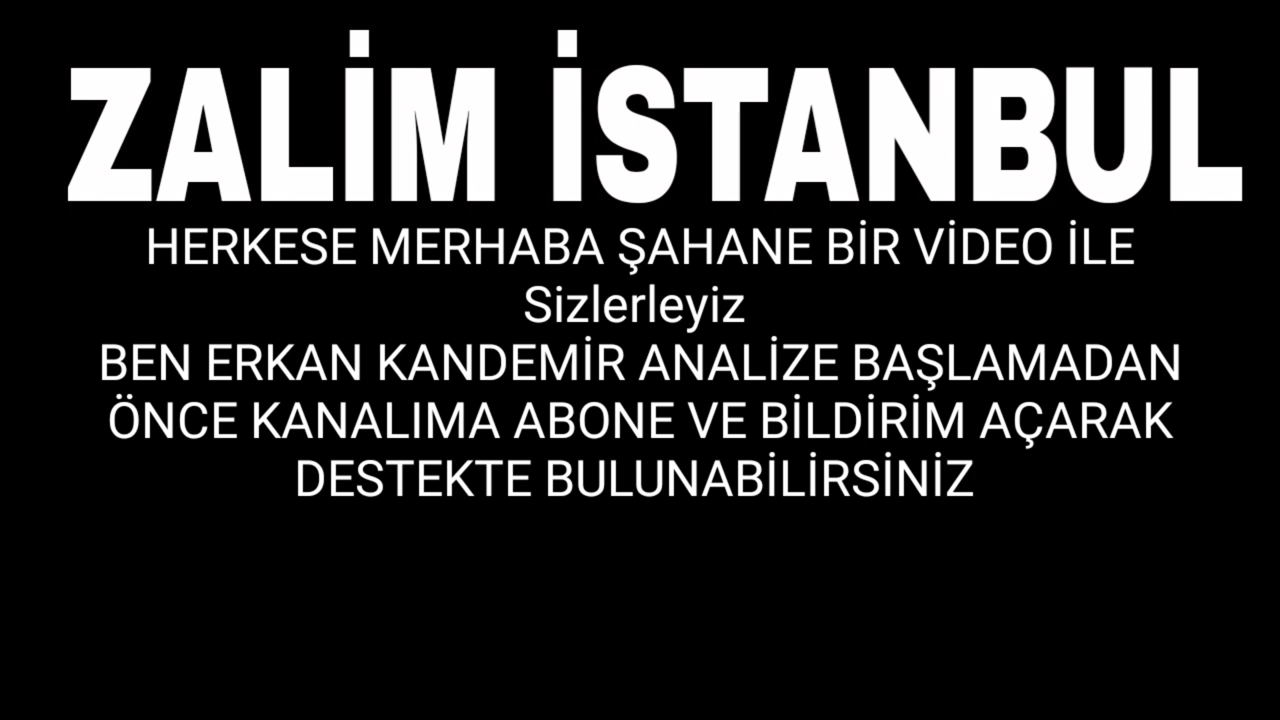 ZALİM İSTANBUL
HERKESE MERHABA ŞAHANE BİR VİDEO İLE
Sizlerleyiz
BEN ERKAN KANDEMİR ANALİZE BAŞLAMADAN
ÖNCE KANALIMA ABONE VE BİLDİRİM AÇARAK
DESTEKTE BULUNABİLİRSİNİZ